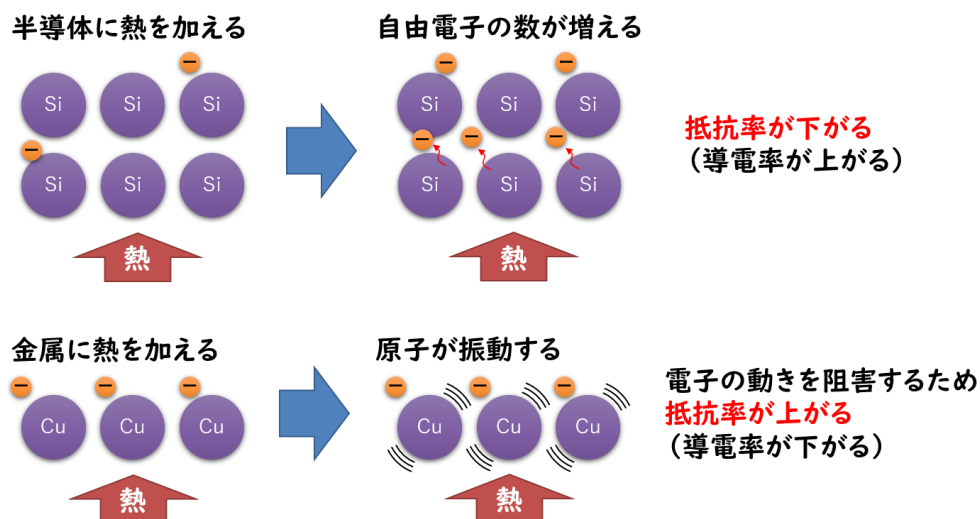 半導体に熱を加える
自由電子の数が増える
Si Si Si
Si Si Si
Si Si Si
Si Si Si
抵抗率が下がる
（導電率が上がる）
熱
熱
金属に熱を加える
原子が振動する
Cu Cu Cu
Cu Cu Cu
電子の動きを阻害するため
抵抗率が上がる
（導電率が下がる）
熱
熱